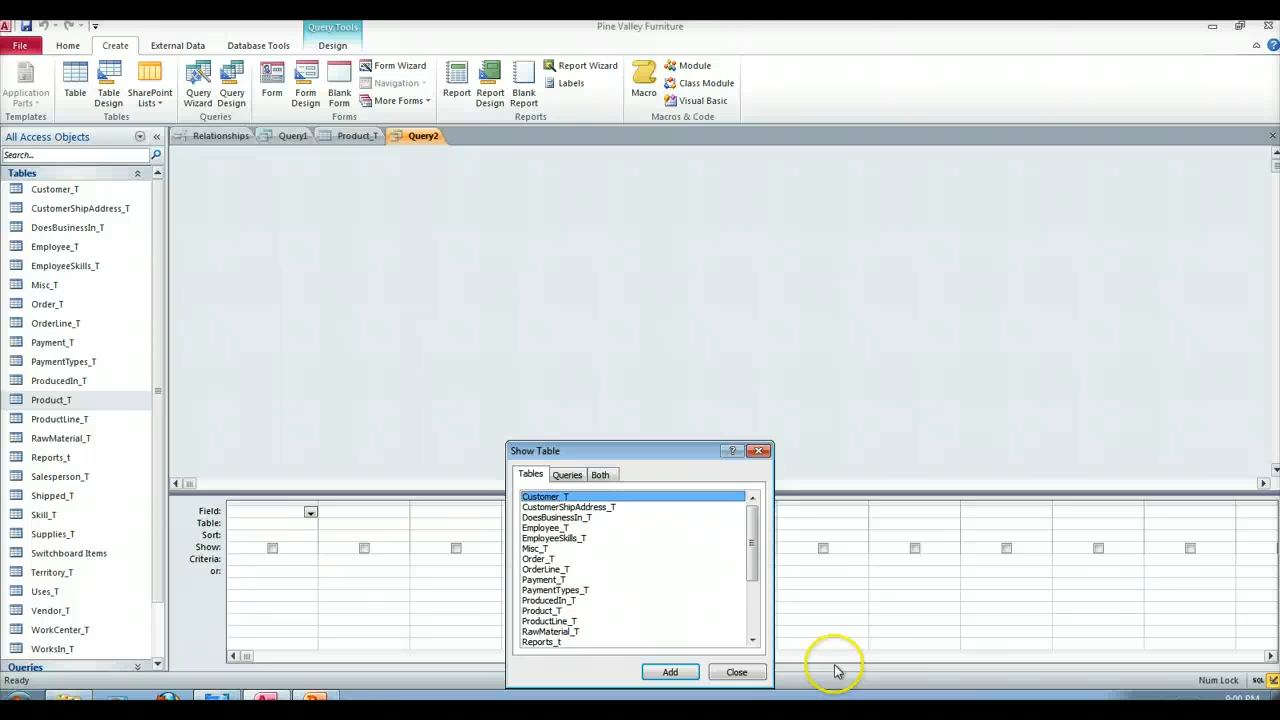 Query Tools
Pine Valley Furniture
File
Home
Create
External Data
Database Tools
Design
Application Parts
Table
Table Design
SharePoint Lists
Query Wizard
Query Design
Form
Form Design
Blank Form
Form Wizard
Navigation
More Forms
Report
Report Design
Blank Report
Report Wizard
Labels
Macro
Module
Class Module
Visual Basic
Templates
Tables
Queries
Forms
Reports
Macros & Code
All Access Objects
Relationships
Query1
Product_T
Query2
Search...
Tables
Customer_T
CustomerShipAddress_T
DoesBusinessIn_T
Employee_T
EmployeeSkills_T
Misc_T
Order_T
OrderLine_T
Payment_T
PaymentTypes_T
ProducedIn_T
Product_T
ProductLine_T
RawMaterial_T
Reports_t
Salesperson_T
Shipped_T
Skill_T
Supplies_T
Switchboard Items
Territory_T
Uses_T
Vendor_T
WorkCenter_T
WorksIn_T
Queries
Field:
Table:
Sort:
Show:
Criteria:
or:
Show Table
Tables
Queries
Both
Customer_T
CustomerShipAddress_T
DoesBusinessIn_T
Employee_T
EmployeeSkills_T
Misc_T
Order_T
OrderLine_T
Payment_T
PaymentTypes_T
ProducedIn_T
Product_T
ProductLine_T
RawMaterial_T
Reports_t
Add
Close
Ready
Num Lock
SQL
9:00 PM